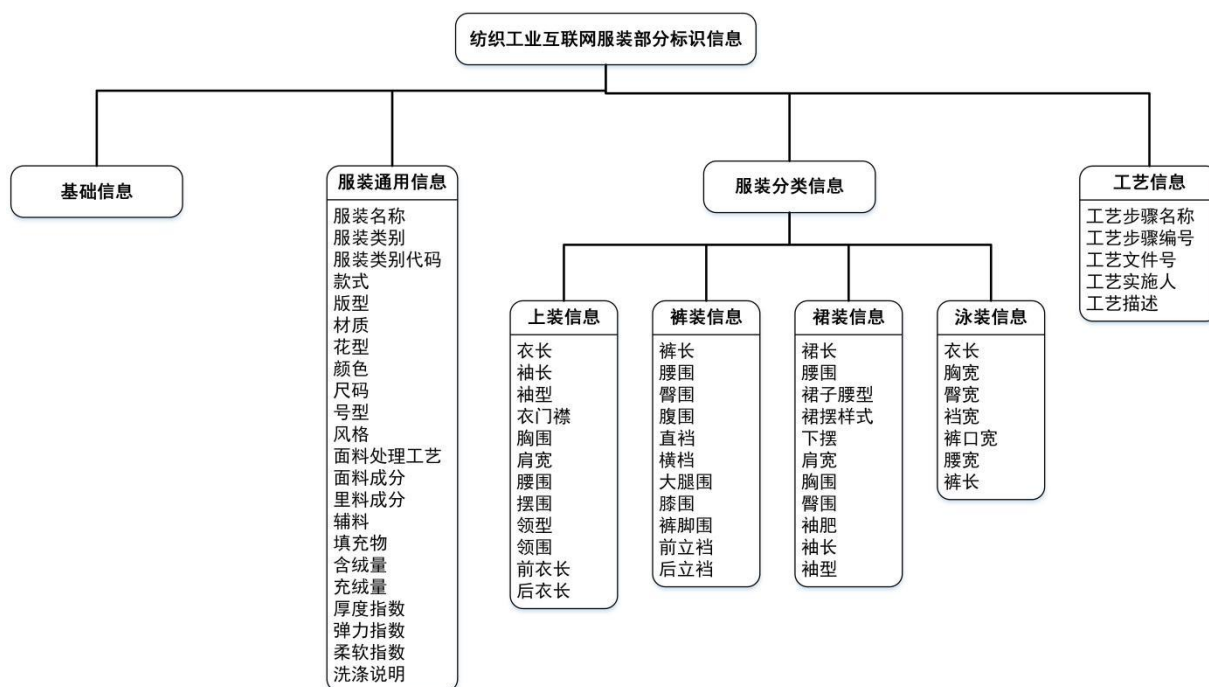 纺织工业互联网服装部分标识信息
基础信息
服装通用信息
服装名称
服装类别
服装类别代码
款式
版型
材质
花型
颜色
尺码
号型
风格
面料处理工艺
面料成分
里料成分
辅料
填充物
含绒量
充绒量
厚度指数
弹力指数
柔软指数
洗涤说明
服装分类信息
上装信息
衣长
袖长
袖型
衣门襟
胸围
肩宽
腰围
摆围
领型
领围
前衣长
后衣长
裤装信息
裤长
腰围
臀围
腹围
直裆
横档
大腿围
膝围
裤脚围
前立裆
后立裆
裙装信息
裙长
腰围
裙子腰型
裙摆样式
下摆
肩宽
胸围
臀围
袖肥
袖长
袖型
泳装信息
衣长
胸宽
臀宽
裆宽
裤口宽
腰宽
裤长
工艺信息
工艺步骤名称
工艺步骤编号
工艺文件号
工艺实施人
工艺描述